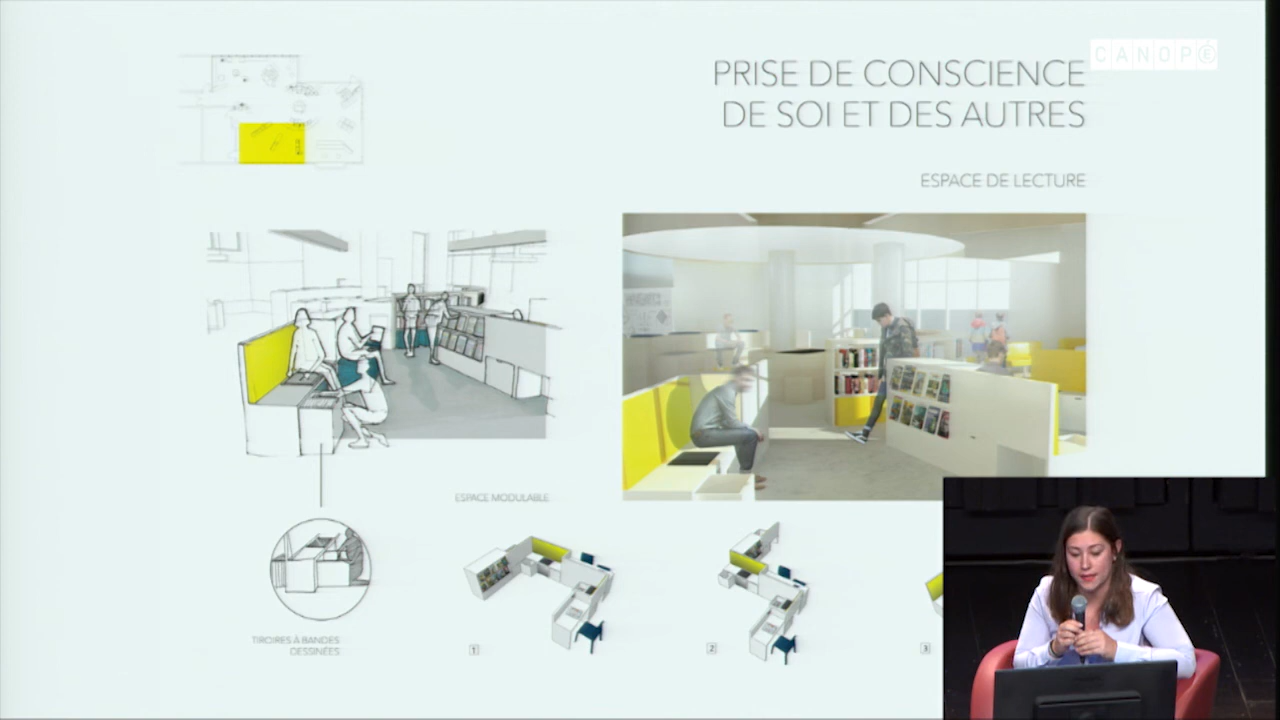 CANOPÉ
PRISE DE CONSCIENCE
DE SOI ET DES AUTRES
ESPACE DE LECTURE
ESPACE MODULABLE
TIROIRES À BANDES
DESSINÉES
1
2
3